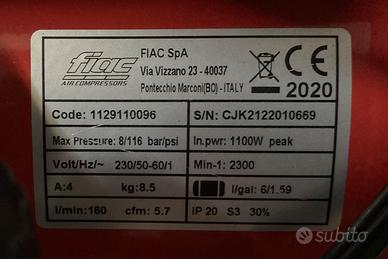 fiac
AIR COMPRESSORS
FIAC SpA
Via Vizzano 23 - 40037
Pontecchio Marconi(BO) - ITALY
CE
2020
Code: 1129110096
S/N: CJK2122010669
Max Pressure: 8/116 bar/psi
In.pwr: 1100W peak
Volt/Hz/~ 230/50-60/1
Min-1: 2300
A:4 kg:8.5
l/gal: 6/1.59
l/min:160 cfm: 5.7
IP 20 S3 30%
subito